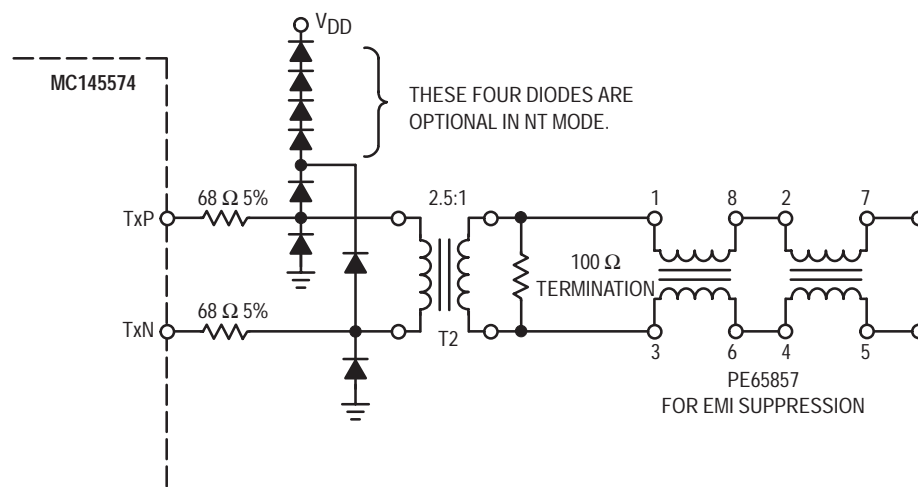 VDD
MC145574
THESE FOUR DIODES ARE
OPTIONAL IN NT MODE.
68 Ω 5%
2.5:1
1
8
2
7
TxP
100 Ω
TERMINATION
68 Ω 5%
TxN
T2
3
6
4
5
PE65857
FOR EMI SUPPRESSION